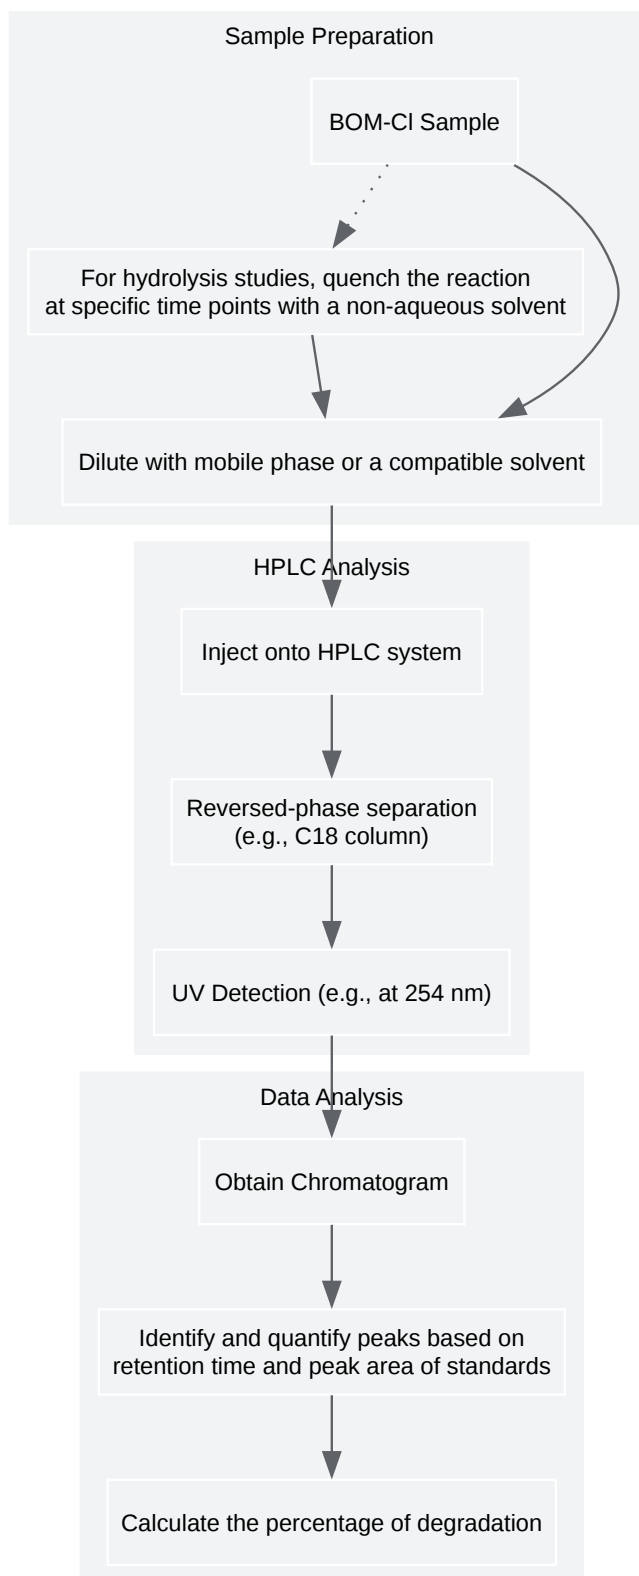 Sample Preparation
BOM-Cl Sample
For hydrolysis studies, quench the reaction
at specific time points with a non-aqueous solvent
Dilute with mobile phase or a compatible solvent
HPLC Analysis
Inject onto HPLC system
Reversed-phase separation
(e.g., C18 column)
UV Detection (e.g., at 254 nm)
Data Analysis
Obtain Chromatogram
Identify and quantify peaks based on
retention time and peak area of standards
Calculate the percentage of degradation